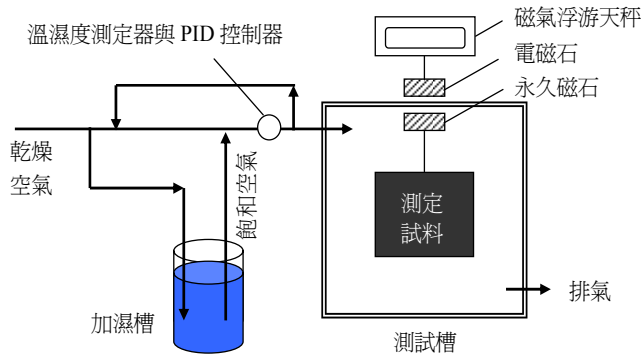 溫濕度測定器與 PID 控制器
磁氣浮游天秤
電磁石
永久磁石
乾燥
空氣
飽和空氣
測定
試料
加濕槽
排氣
測試槽